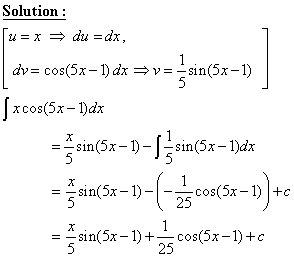 Solution :
u = x ⇒ du = dx ,
dv = cos(5x−1) dx ⇒ v = 1/5 sin(5x−1)
∫ x cos(5x−1)dx
= x/5 sin(5x−1) − ∫ 1/5 sin(5x−1)dx
= x/5 sin(5x−1) − (− 1/25 cos(5x−1)) + c
= x/5 sin(5x−1) + 1/25 cos(5x−1) + c